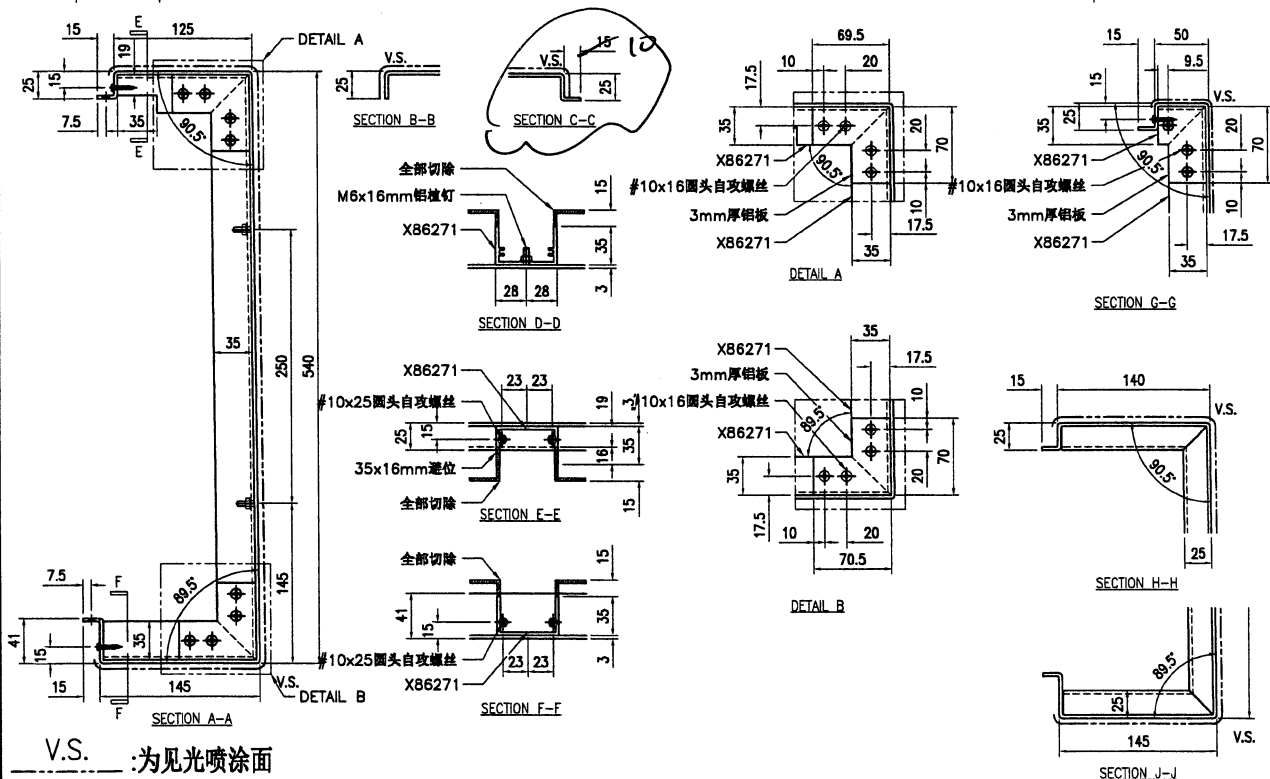 E
15
125
DETAIL A
19
15
25
7.5
35
E
90.5°
35
250
540
145
7.5
F
89.5°
41
15
35
15
145
V.S.
DETAIL B
F
SECTION A-A
V.S. :为见光喷涂面
25
SECTION B-B
V.S.
15
10
25
SECTION C-C
全部切除
M6x16mm铝植钉
X86271
15
35
3
28
28
SECTION D-D
X86271
23
23
#10x25圆头自攻螺丝
25
15
19
3
35
16
15
35x16mm避位
全部切除
SECTION E-E
全部切除
15
41
15
35
3
#10x25圆头自攻螺丝
23
23
X86271
SECTION F-F
69.5
10
20
17.5
35
20
70
X86271
90.5°
#10x16圆头自攻螺丝
3mm厚铝板
10
X86271
17.5
35
DETAIL A
35
X86271
17.5
3mm厚铝板
#10x16圆头自攻螺丝
10
89.5°
X86271
70
35
20
17.5
10
20
70.5
DETAIL B
50
15
9.5
15
V.S.
25
35
20
70
X86271
90.5°
#10x16圆头自攻螺丝
3mm厚铝板
10
X86271
17.5
35
SECTION G-G
15
140
V.S.
25
90.5°
25
SECTION H-H
89.5°
25
V.S.
145
SECTION J-J